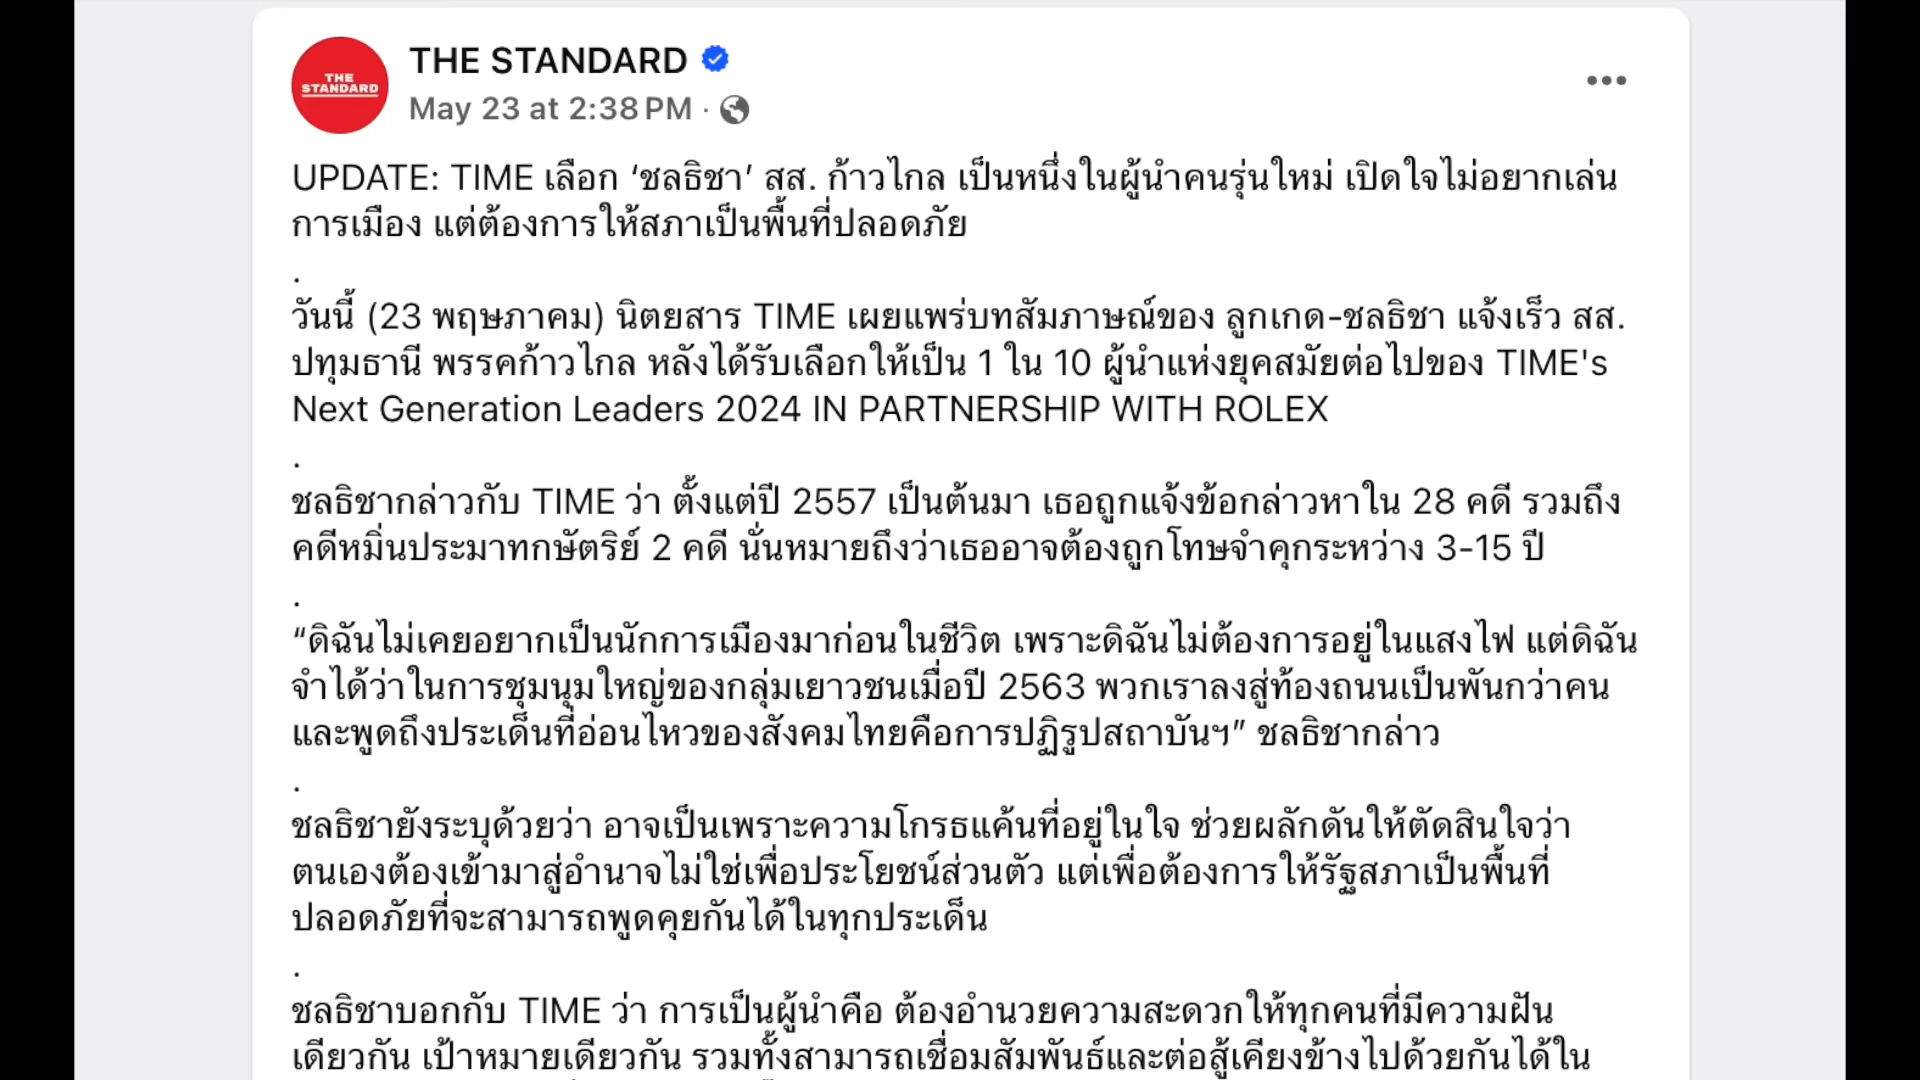 THE STANDARD
THE
STANDARD
May 23 at 2:38 PM ·
UPDATE: TIME เลือก ‘ชลธิชา’ สส. ก้าวไกล เป็นหนึ่งในผู้นำคนรุ่นใหม่ เปิดใจไม่อยากเล่น
การเมือง แต่ต้องการให้สภาเป็นพื้นที่ปลอดภัย
.
วันนี้ (23 พฤษภาคม) นิตยสาร TIME เผยแพร่บทสัมภาษณ์ของ ลูกเกด-ชลธิชา แจ้งเร็ว สส.
ปทุมธานี พรรคก้าวไกล หลังได้รับเลือกให้เป็น 1 ใน 10 ผู้นำแห่งยุคสมัยต่อไปของ TIME's
Next Generation Leaders 2024 IN PARTNERSHIP WITH ROLEX
.
ชลธิชากล่าวกับ TIME ว่า ตั้งแต่ปี 2557 เป็นต้นมา เธอถูกแจ้งข้อกล่าวหาใน 28 คดี รวมถึง
คดีหมิ่นประมาทกษัตริย์ 2 คดี นั่นหมายถึงว่าเธออาจต้องถูกโทษจำคุกระหว่าง 3-15 ปี
.
“ดิฉันไม่เคยอยากเป็นนักการเมืองมาก่อนในชีวิต เพราะดิฉันไม่ต้องการอยู่ในแสงไฟ แต่ดิฉัน
จำได้ว่าในการชุมนุมใหญ่ของกลุ่มเยาวชนเมื่อปี 2563 พวกเราลงสู่ท้องถนนเป็นพันกว่าคน
และพูดถึงประเด็นที่อ่อนไหวของสังคมไทยคือการปฏิรูปสถาบันฯ” ชลธิชากล่าว
.
ชลธิชายังระบุด้วยว่า อาจเป็นเพราะความโกรธแค้นที่อยู่ในใจ ช่วยผลักดันให้ตัดสินใจว่า
ตนเองต้องเข้ามาสู่อำนาจไม่ใช่เพื่อประโยชน์ส่วนตัว แต่เพื่อต้องการให้รัฐสภาเป็นพื้นที่
ปลอดภัยที่จะสามารถพูดคุยกันได้ในทุกประเด็น
.
ชลธิชาบอกกับ TIME ว่า การเป็นผู้นำคือ ต้องอำนวยความสะดวกให้ทุกคนที่มีความฝัน
เดียวกัน เป้าหมายเดียวกัน รวมทั้งสามารถเชื่อมสัมพันธ์และต่อสู้เคียงข้างไปด้วยกันได้ใน